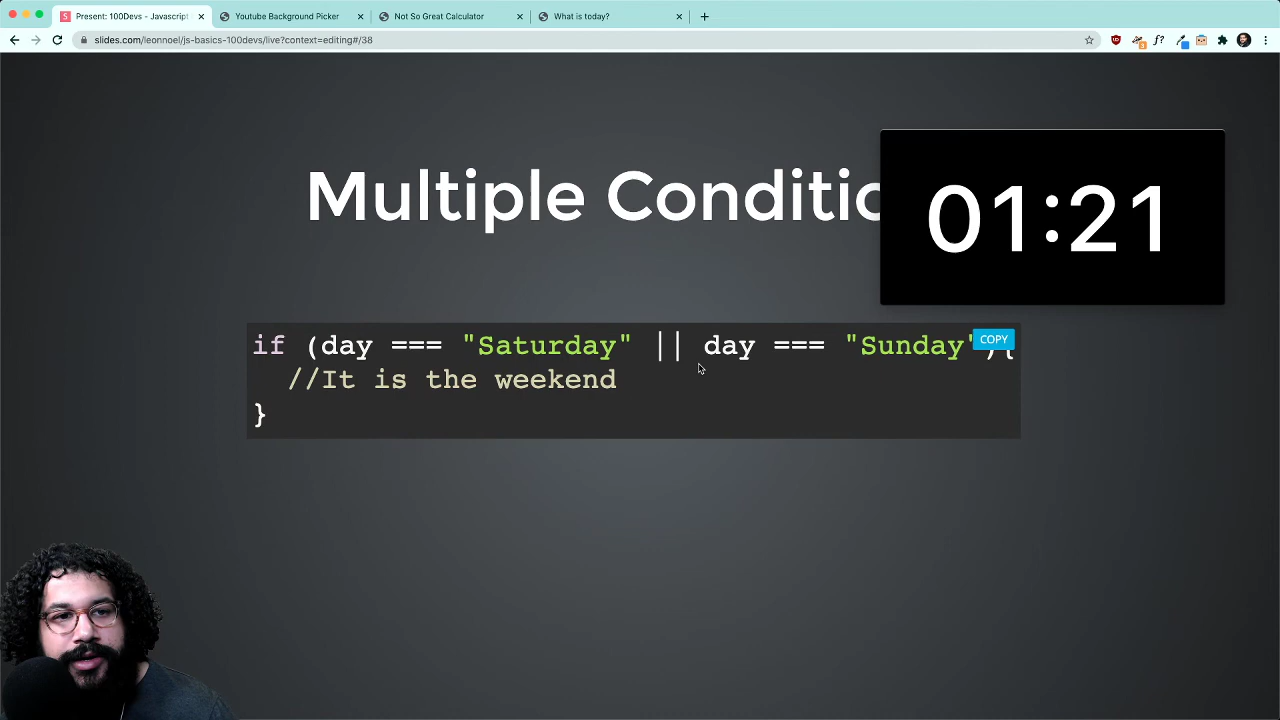 Present: 100Devs - Javascript
Youtube Background Picker
Not So Great Calculator
What is today?
slides.com/leonnoel/js-basics-100devs/live?context=editing#/38
Multiple Conditio
01:21
if (day === "Saturday" || day === "Sunday"){
COPY
//It is the weekend
}